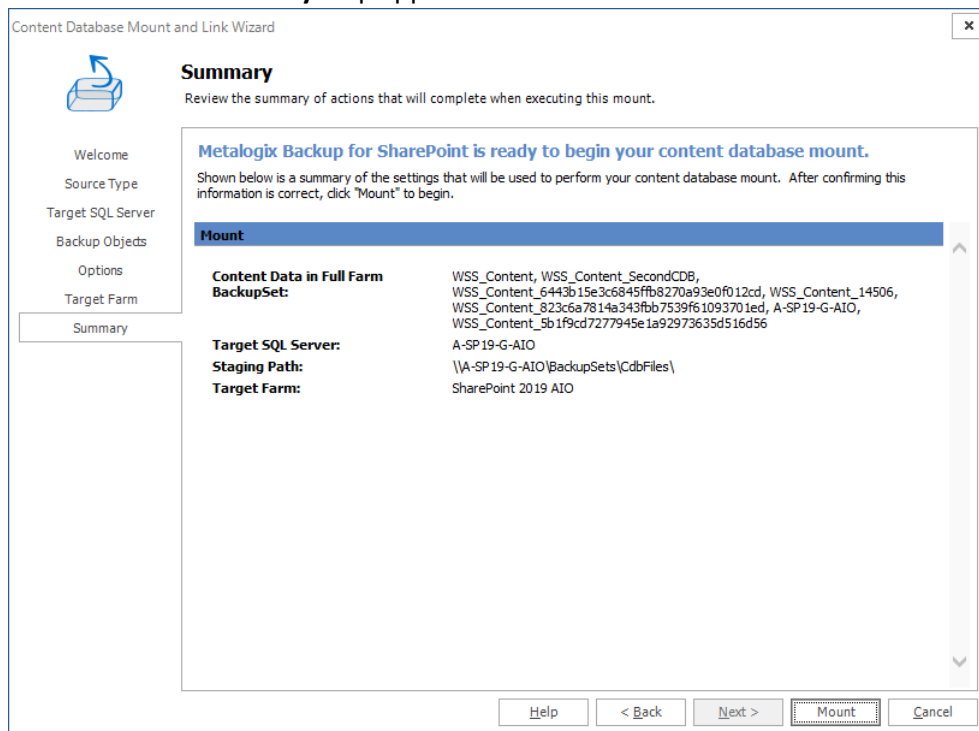 Content Database Mount and Link Wizard
Summary
Review the summary of actions that will complete when executing this mount.
Welcome
Source Type
Target SQL Server
Backup Objects
Options
Target Farm
Summary
Metalogix Backup for SharePoint is ready to begin your content database mount.
Shown below is a summary of the settings that will be used to perform your content database mount. After confirming this
information is correct, click "Mount" to begin.
Mount
Content Data in Full Farm
BackupSet:
WSS_Content, WSS_Content_SecondCDB,
WSS_Content_6443b15e3c6845ffb8270a93e0f012cd, WSS_Content_14506,
WSS_Content_823c6a7814a343fbb7539f61093701ed, A-SP19-G-AIO,
WSS_Content_5b1f9cd7277945e1a92973635d516d56
Target SQL Server: A-SP19-G-AIO
Staging Path: \\A-SP19-G-AIO\BackupSets\CdbFiles\
Target Farm: SharePoint 2019 AIO
Help < Back Next > Mount Cancel